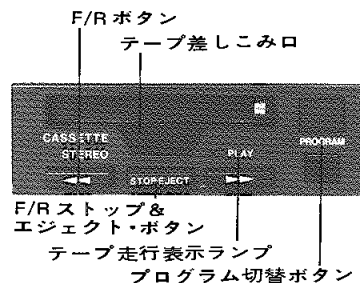 F/Rボタン
テープ差しこみ口
CASSETTE
STEREO
PLAY
PROGRAM
STOP·EJECT
F/Rストップ&
エジェクト・ボタン
テープ走行表示ランプ
プログラム切替ボタン